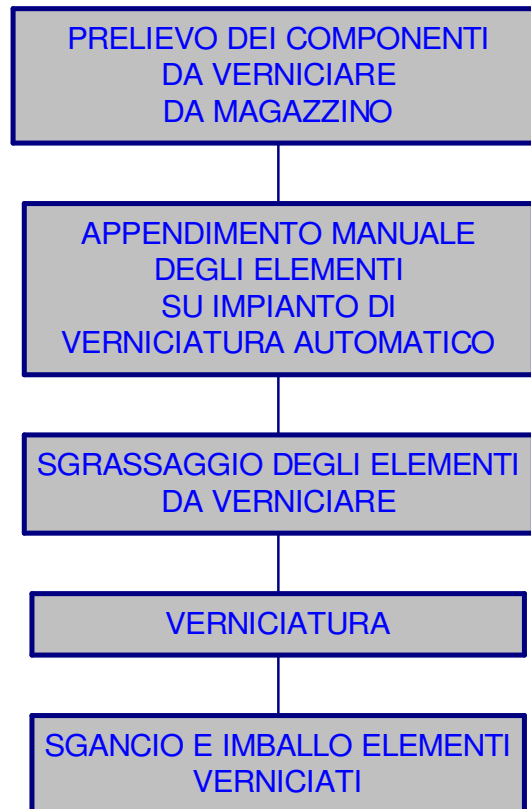 PRELIEVO DEI COMPONENTI
DA VERNICIARE
DA MAGAZZINO
APPENDIMENTO MANUALE
DEGLI ELEMENTI
SU IMPIANTO DI
VERNICIATURA AUTOMATICO
SGRASSAGGIO DEGLI ELEMENTI
DA VERNICIARE
VERNICIATURA
SGANCIO E IMBALLO ELEMENTI
VERNICIATI